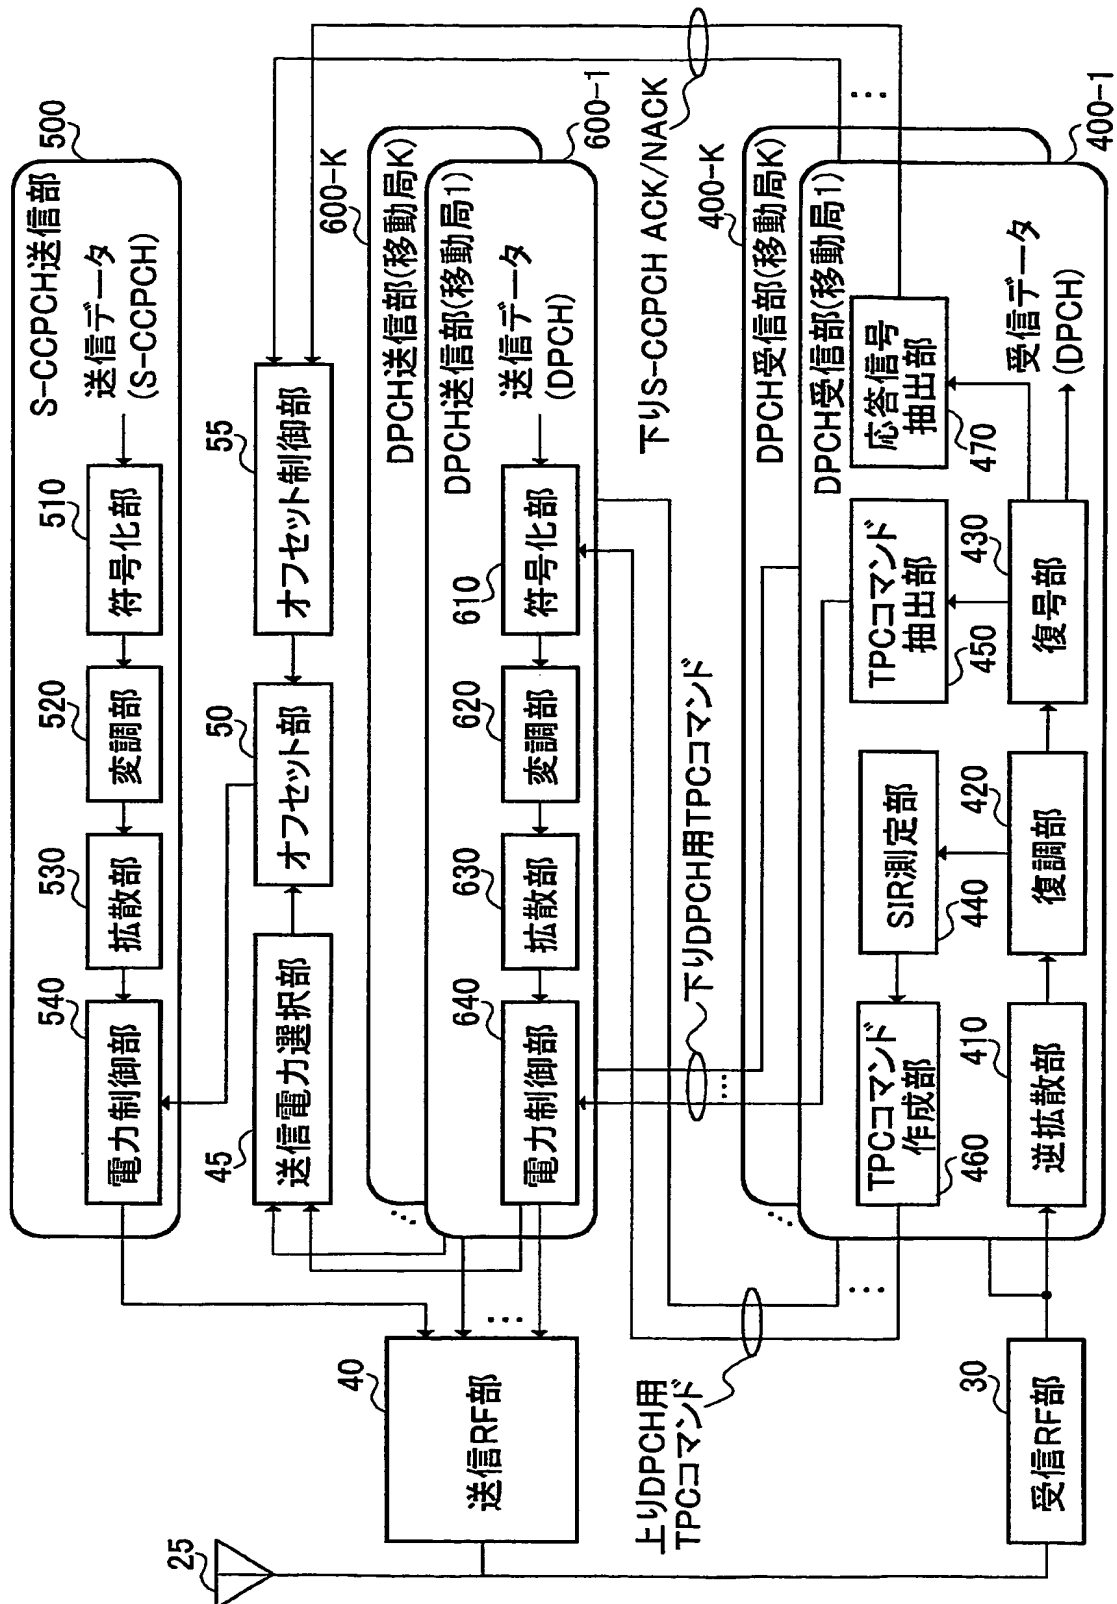 500
S-CCPCH送信部
送信データ
(S-CCPCH)
510
符号化部
520
変調部
530
拡散部
540
電力制御部
55
オフセット制御部
50
オフセット部
45
送信電力選択部
600-K
DPCH送信部(移動局K)
600-1
DPCH送信部(移動局1)
送信データ
(DPCH)
610
符号化部
620
変調部
630
拡散部
640
電力制御部
40
送信RF部
25
下りS-CCPCH ACK/NACK
下りDPCH用TPCコマンド
上りDPCH用
TPCコマンド
400-K
DPCH受信部(移動局K)
400-1
DPCH受信部(移動局1)
応答信号
抽出部
470
受信データ
(DPCH)
TPCコマンド
抽出部
450
430
復号部
SIR測定部
440
420
復調部
TPCコマンド
作成部
460
410
逆拡散部
30
受信RF部